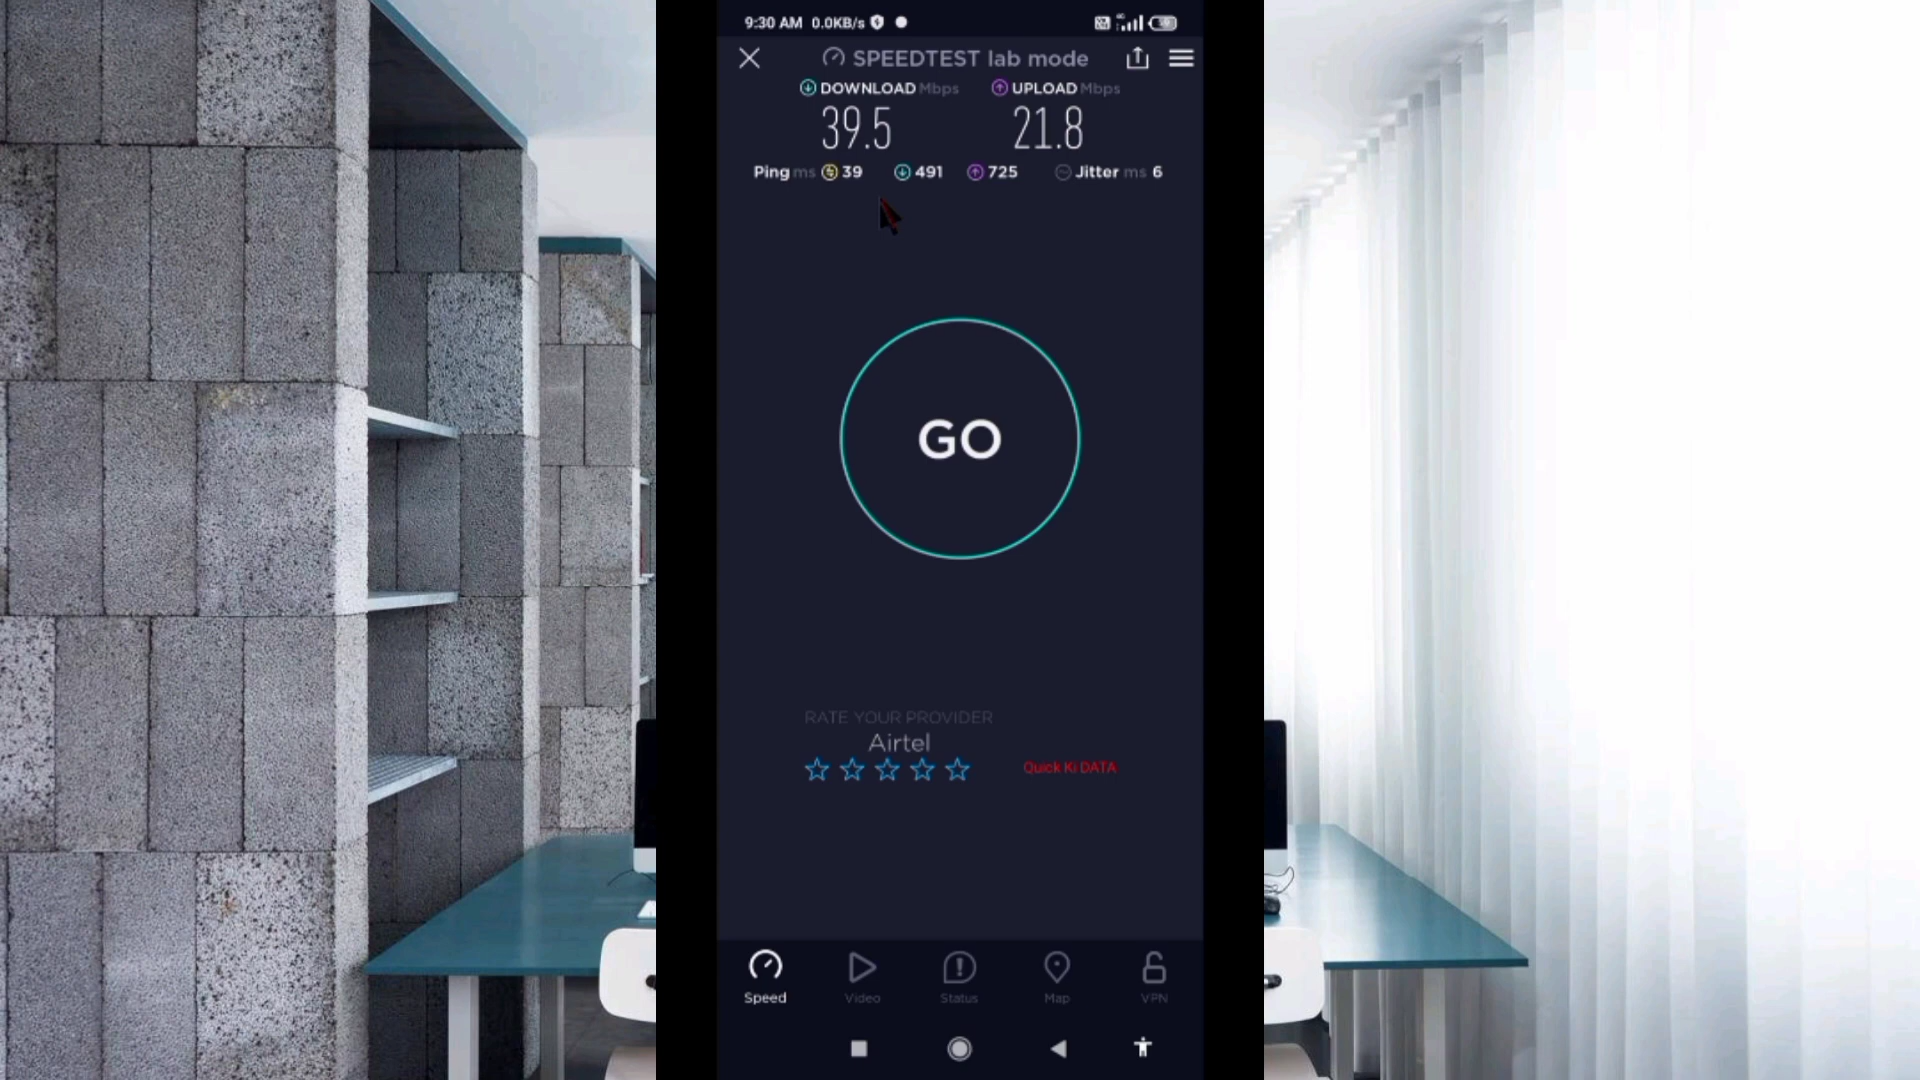 9:30 AM 0.0KB/s
SPEEDTEST lab mode
DOWNLOAD Mbps UPLOAD Mbps
39.5 21.8
Ping ms 39 491 725 Jitter ms 6
GO
RATE YOUR PROVIDER
Airtel
Quick Ki DATA
Speed Video Status Map VPN